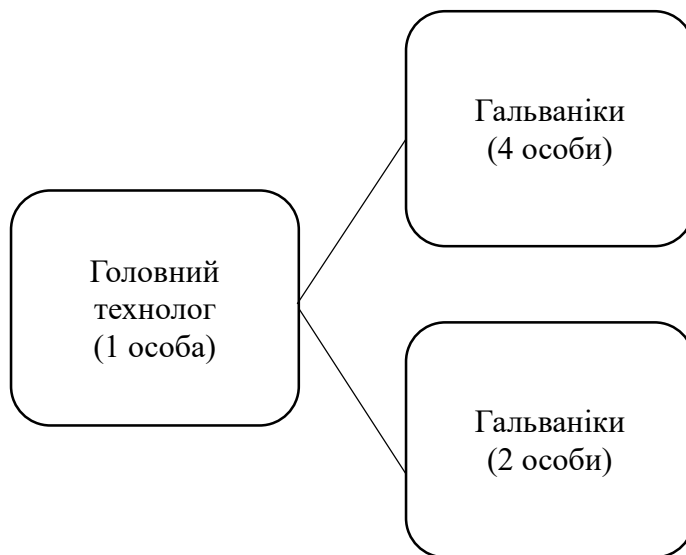 Гальваніки
(4 особи)
Головний
технолог
(1 особа)
Гальваніки
(2 особи)